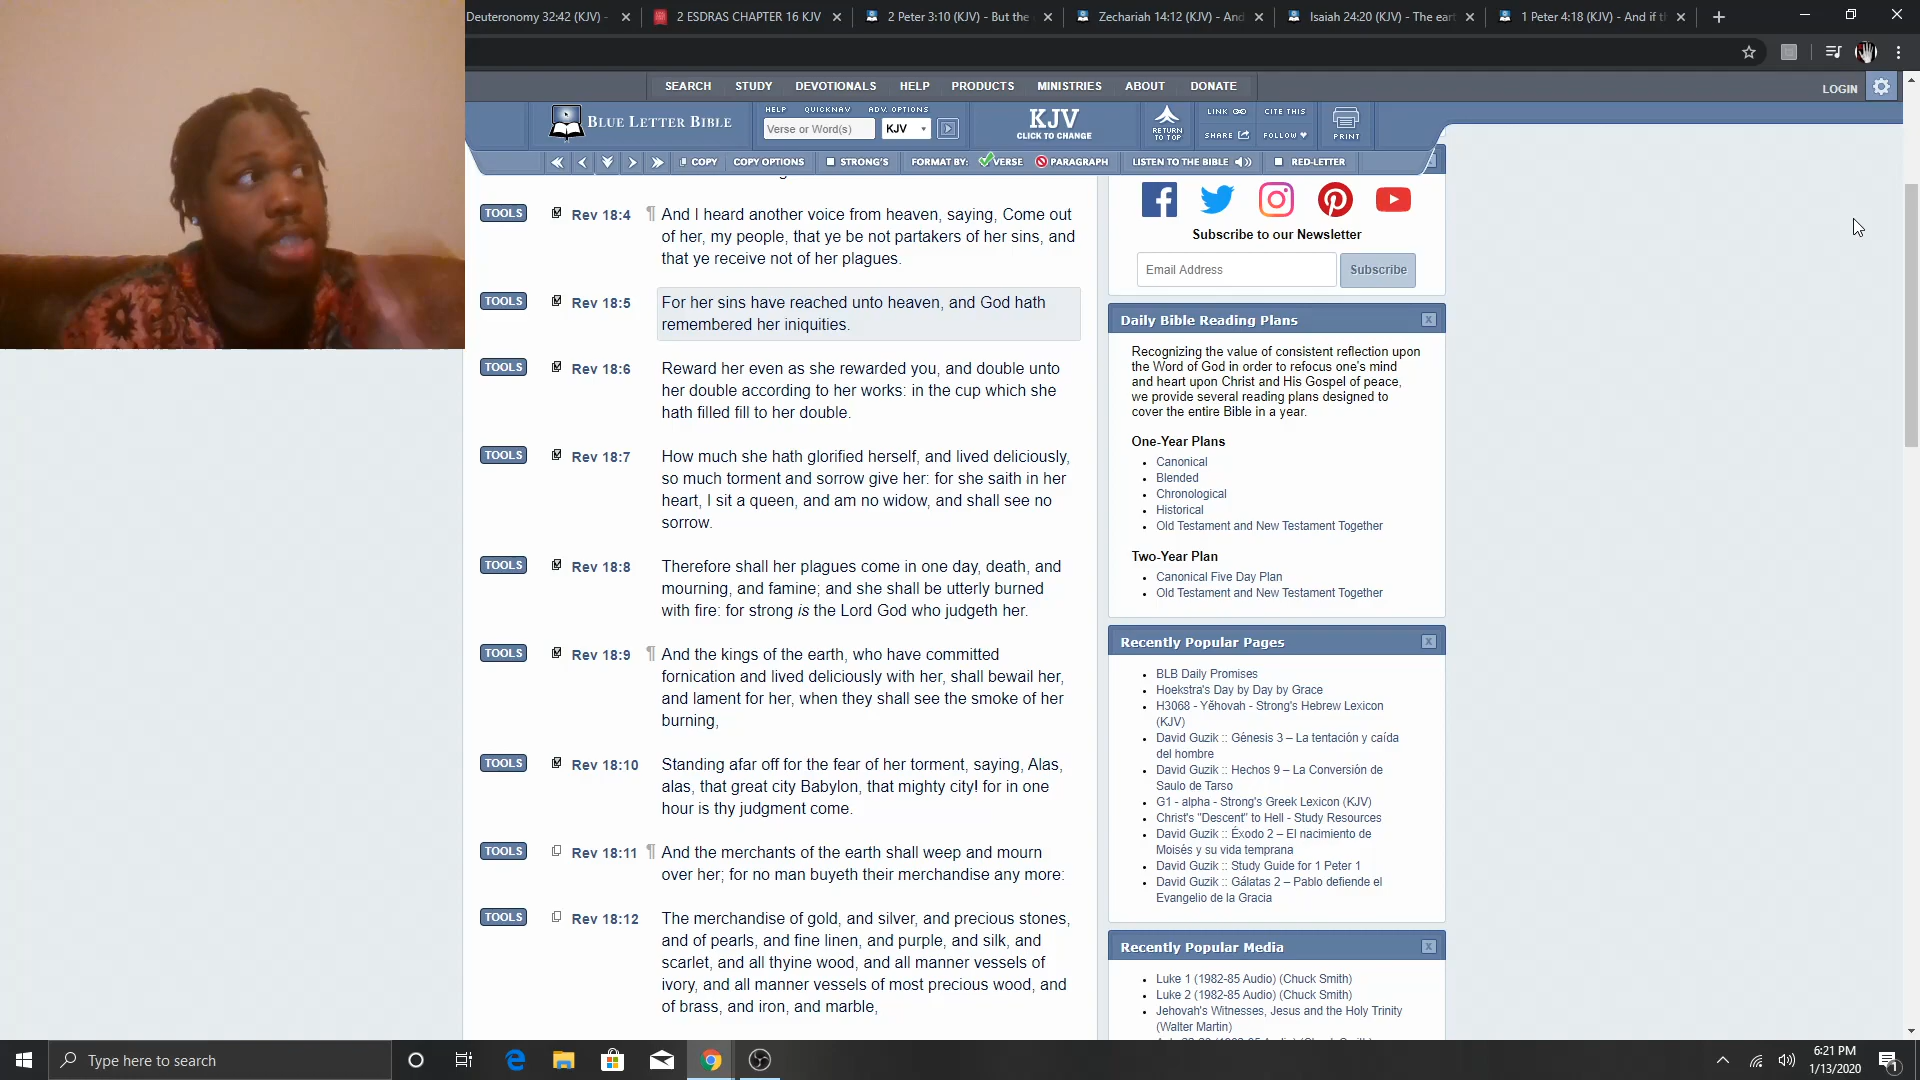 Deuteronomy 32:42 (KJV) -
2 ESDRAS CHAPTER 16 KJV
2 Peter 3:10 (KJV) - But the
Zechariah 14:12 (KJV) - And
Isaiah 24:20 (KJV) - The ear
1 Peter 4:18 (KJV) - And if t
SEARCH STUDY DEVOTIONALS HELP PRODUCTS MINISTRIES ABOUT DONATE
LOGIN
BLUE LETTER BIBLE
HELP QUICKNAV ADV. OPTIONS
Verse or Word(s)
KJV
KJV
CLICK TO CHANGE
RETURN
TO TOP
LINK CITE THIS
SHARE FOLLOW
PRINT
COPY COPY OPTIONS STRONG'S FORMAT BY: VERSE PARAGRAPH LISTEN TO THE BIBLE RED-LETTER
TOOLS Rev 18:4 ¶ And I heard another voice from heaven, saying, Come out
of her, my people, that ye be not partakers of her sins, and
that ye receive not of her plagues.
TOOLS Rev 18:5 For her sins have reached unto heaven, and God hath
remembered her iniquities.
TOOLS Rev 18:6 Reward her even as she rewarded you, and double unto
her double according to her works: in the cup which she
hath filled fill to her double.
TOOLS Rev 18:7 How much she hath glorified herself, and lived deliciously,
so much torment and sorrow give her: for she saith in her
heart, I sit a queen, and am no widow, and shall see no
sorrow.
TOOLS Rev 18:8 Therefore shall her plagues come in one day, death, and
mourning, and famine; and she shall be utterly burned
with fire: for strong is the Lord God who judgeth her.
TOOLS Rev 18:9 ¶ And the kings of the earth, who have committed
fornication and lived deliciously with her, shall bewail her,
and lament for her, when they shall see the smoke of her
burning,
TOOLS Rev 18:10 Standing afar off for the fear of her torment, saying, Alas,
alas, that great city Babylon, that mighty city! for in one
hour is thy judgment come.
TOOLS Rev 18:11 ¶ And the merchants of the earth shall weep and mourn
over her; for no man buyeth their merchandise any more:
TOOLS Rev 18:12 The merchandise of gold, and silver, and precious stones,
and of pearls, and fine linen, and purple, and silk, and
scarlet, and all thyine wood, and all manner vessels of
ivory, and all manner vessels of most precious wood, and
of brass, and iron, and marble,
Subscribe to our Newsletter
Email Address Subscribe
Daily Bible Reading Plans
Recognizing the value of consistent reflection upon
the Word of God in order to refocus one's mind
and heart upon Christ and His Gospel of peace,
we provide several reading plans designed to
cover the entire Bible in a year.
One-Year Plans
Canonical
Blended
Chronological
Historical
Old Testament and New Testament Together
Two-Year Plan
Canonical Five Day Plan
Old Testament and New Testament Together
Recently Popular Pages
BLB Daily Promises
Hoekstra's Day by Day by Grace
H3068 - Yĕhovah - Strong's Hebrew Lexicon
(KJV)
David Guzik :: Génesis 3 – La tentación y caída
del hombre
David Guzik :: Hechos 9 – La Conversión de
Saulo de Tarso
G1 - alpha - Strong's Greek Lexicon (KJV)
Christ's "Descent" to Hell - Study Resources
David Guzik :: Éxodo 2 – El nacimiento de
Moisés y su vida temprana
David Guzik :: Study Guide for 1 Peter 1
David Guzik :: Gálatas 2 – Pablo defiende el
Evangelio de la Gracia
Recently Popular Media
Luke 1 (1982-85 Audio) (Chuck Smith)
Luke 2 (1982-85 Audio) (Chuck Smith)
Jehovah's Witnesses, Jesus and the Holy Trinity
(Walter Martin)
Type here to search
6:21 PM
1/13/2020
1